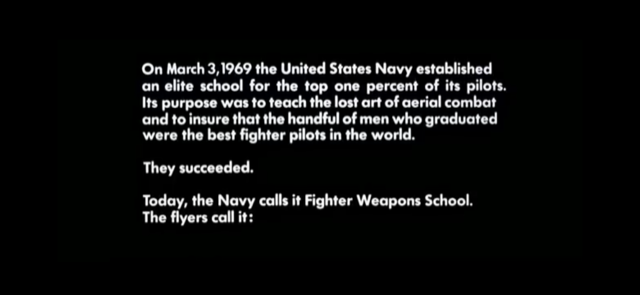 On March 3,1969 the United States Navy established
an elite school for the top one percent of its pilots.
Its purpose was to teach the lost art of aerial combat
and to insure that the handful of men who graduated
were the best fighter pilots in the world.
They succeeded.
Today, the Navy calls it Fighter Weapons School.
The flyers call it: